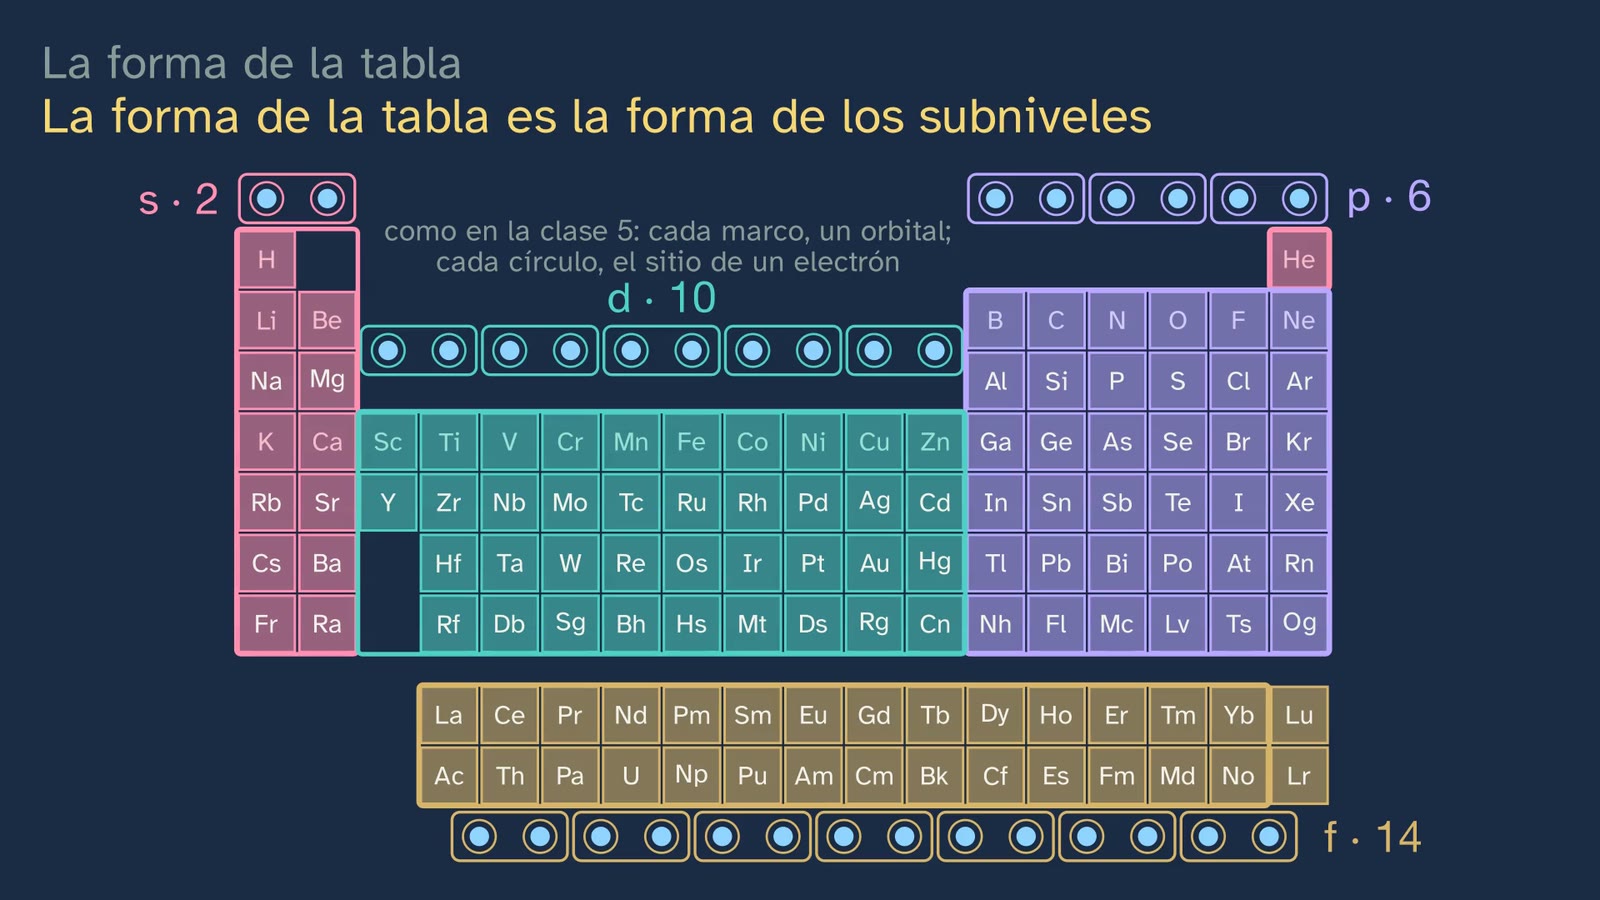 La forma de la tabla
La forma de la tabla es la forma de los subniveles
s · 2
p · 6
como en la clase 5: cada marco, un orbital;
cada círculo, el sitio de un electrón
d · 10
H He
Li Be B C N O F Ne
Na Mg Al Si P S Cl Ar
K Ca Sc Ti V Cr Mn Fe Co Ni Cu Zn Ga Ge As Se Br Kr
Rb Sr Y Zr Nb Mo Tc Ru Rh Pd Ag Cd In Sn Sb Te I Xe
Cs Ba Hf Ta W Re Os Ir Pt Au Hg Tl Pb Bi Po At Rn
Fr Ra Rf Db Sg Bh Hs Mt Ds Rg Cn Nh Fl Mc Lv Ts Og
La Ce Pr Nd Pm Sm Eu Gd Tb Dy Ho Er Tm Yb Lu
Ac Th Pa U Np Pu Am Cm Bk Cf Es Fm Md No Lr
f · 14